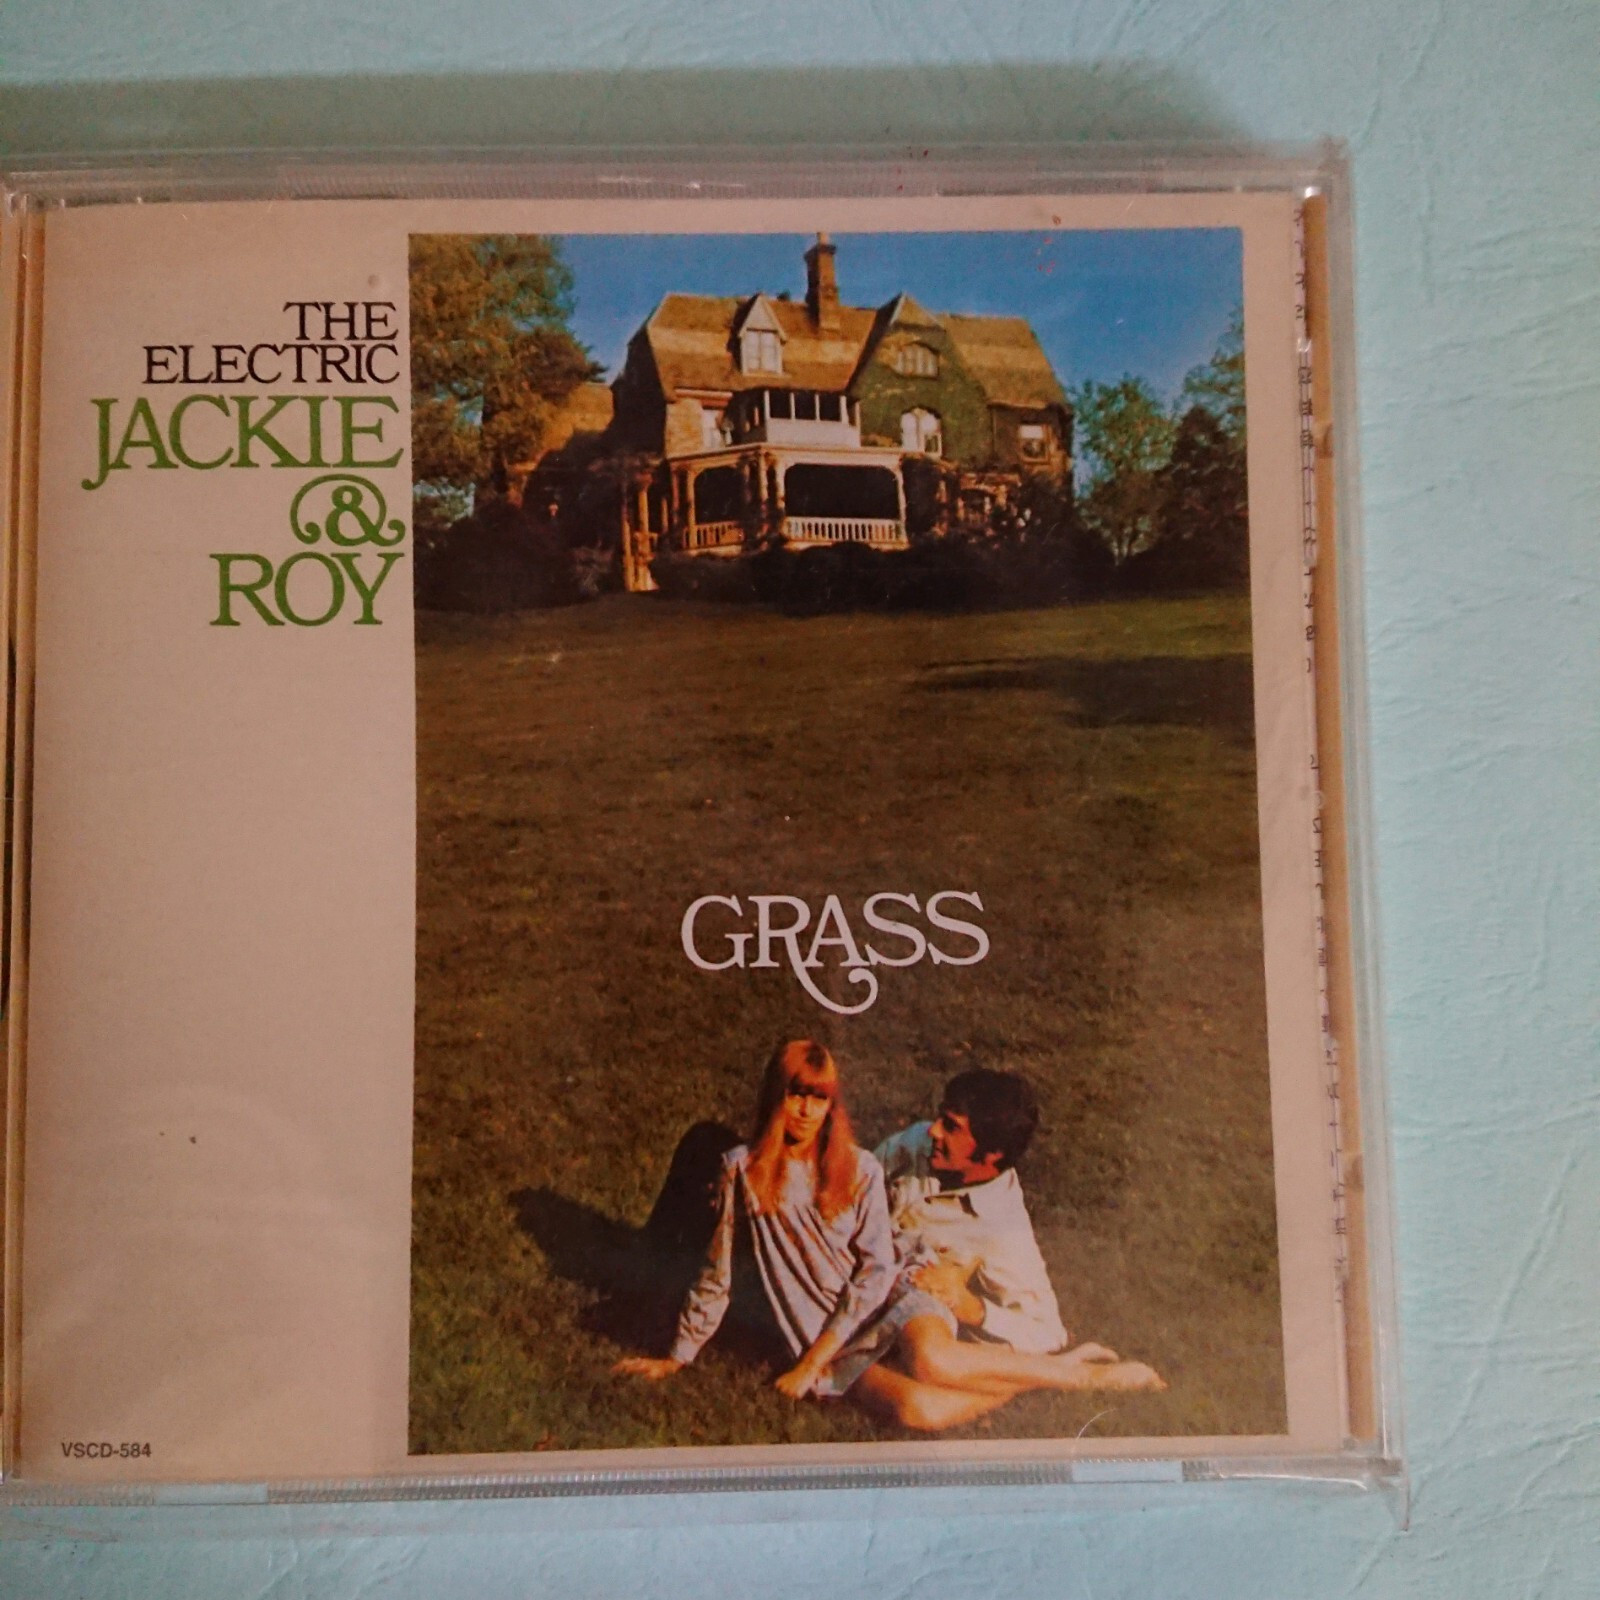 THE
ELECTRIC
JACKIE
&
ROY
GRASS
VSCD-584